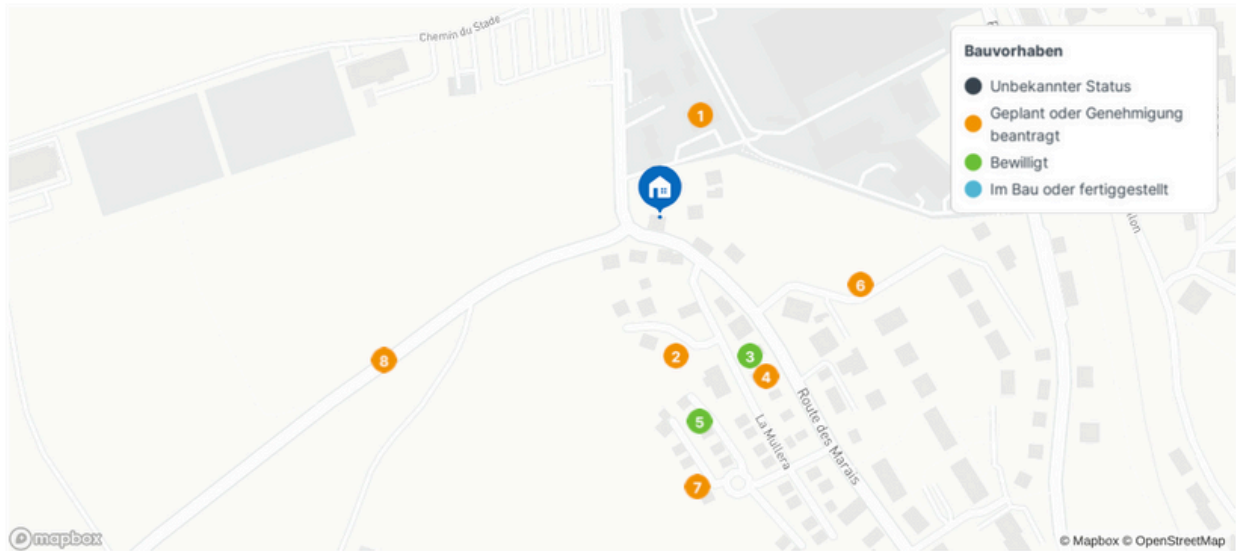 Chemin du Stade
Bauvorhaben
Unbekannter Status
Geplant oder Genehmigung
beantragt
Bewilligt
Im Bau oder fertiggestellt
1
6
2
3
4
8
5
7
Route des Marais
La Mullera
mapbox
© Mapbox © OpenStreetMap